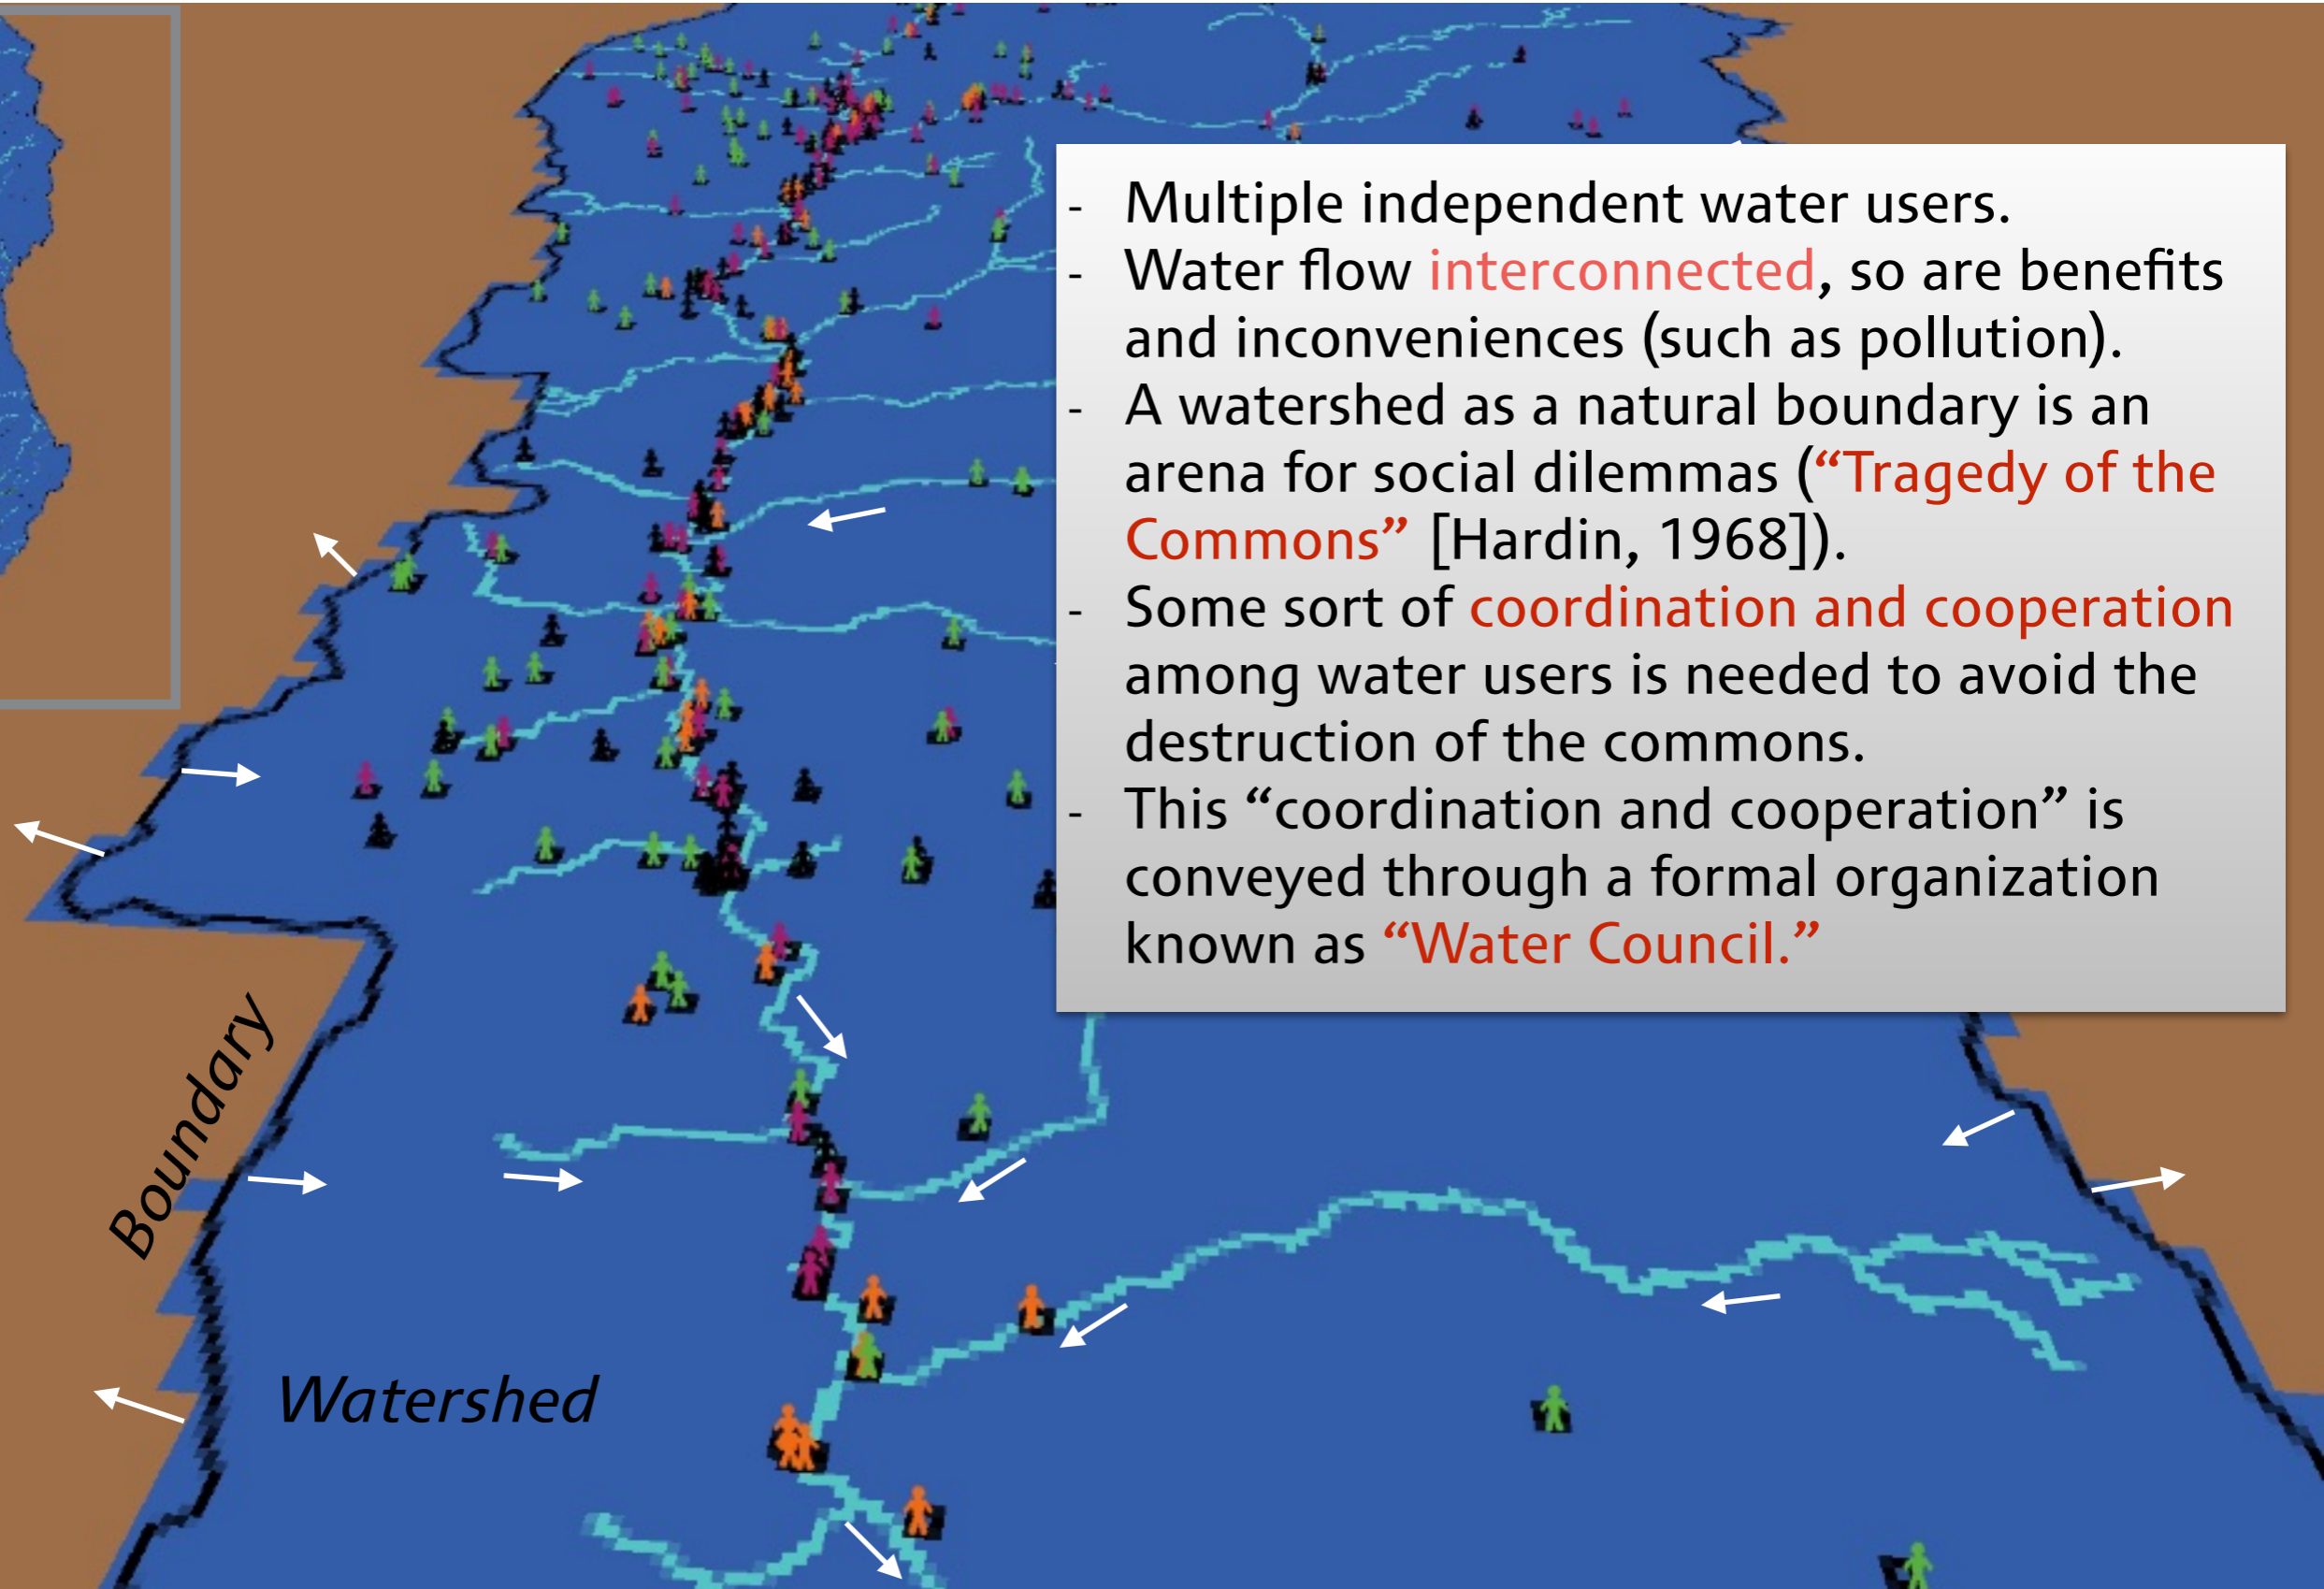 - Multiple independent water users.
- Water flow interconnected, so are benefits
and inconveniences (such as pollution).
- A watershed as a natural boundary is an
arena for social dilemmas (“Tragedy of the
Commons” [Hardin, 1968]).
- Some sort of coordination and cooperation
among water users is needed to avoid the
destruction of the commons.
- This “coordination and cooperation” is
conveyed through a formal organization
known as “Water Council.”
Boundary
Watershed